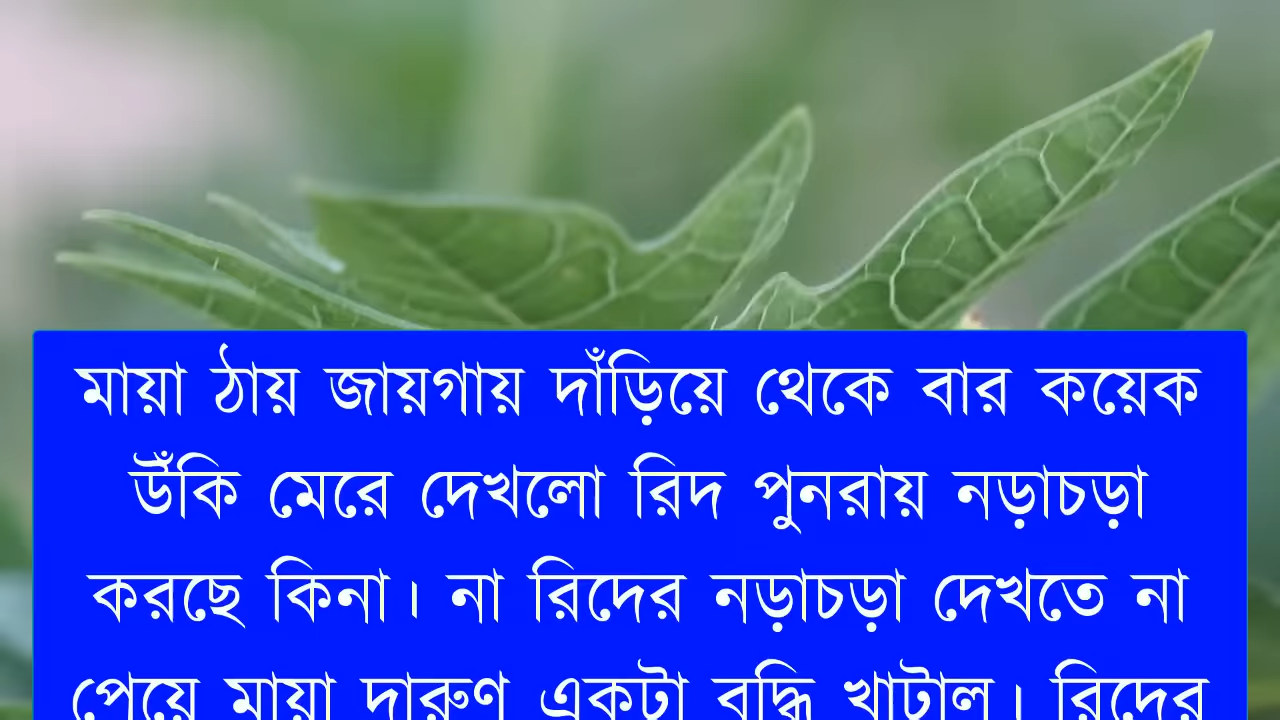 মায়া ঠায় জায়গায় দাঁড়িয়ে থেকে বার কয়েক
উঁকি মেরে দেখলো রিদ পুনরায় নড়াচড়া
করছে কিনা। না রিদের নড়াচড়া দেখতে না
পেয়ে মায়া দারুণ একটা বুদ্ধি খাটাল। রিদের